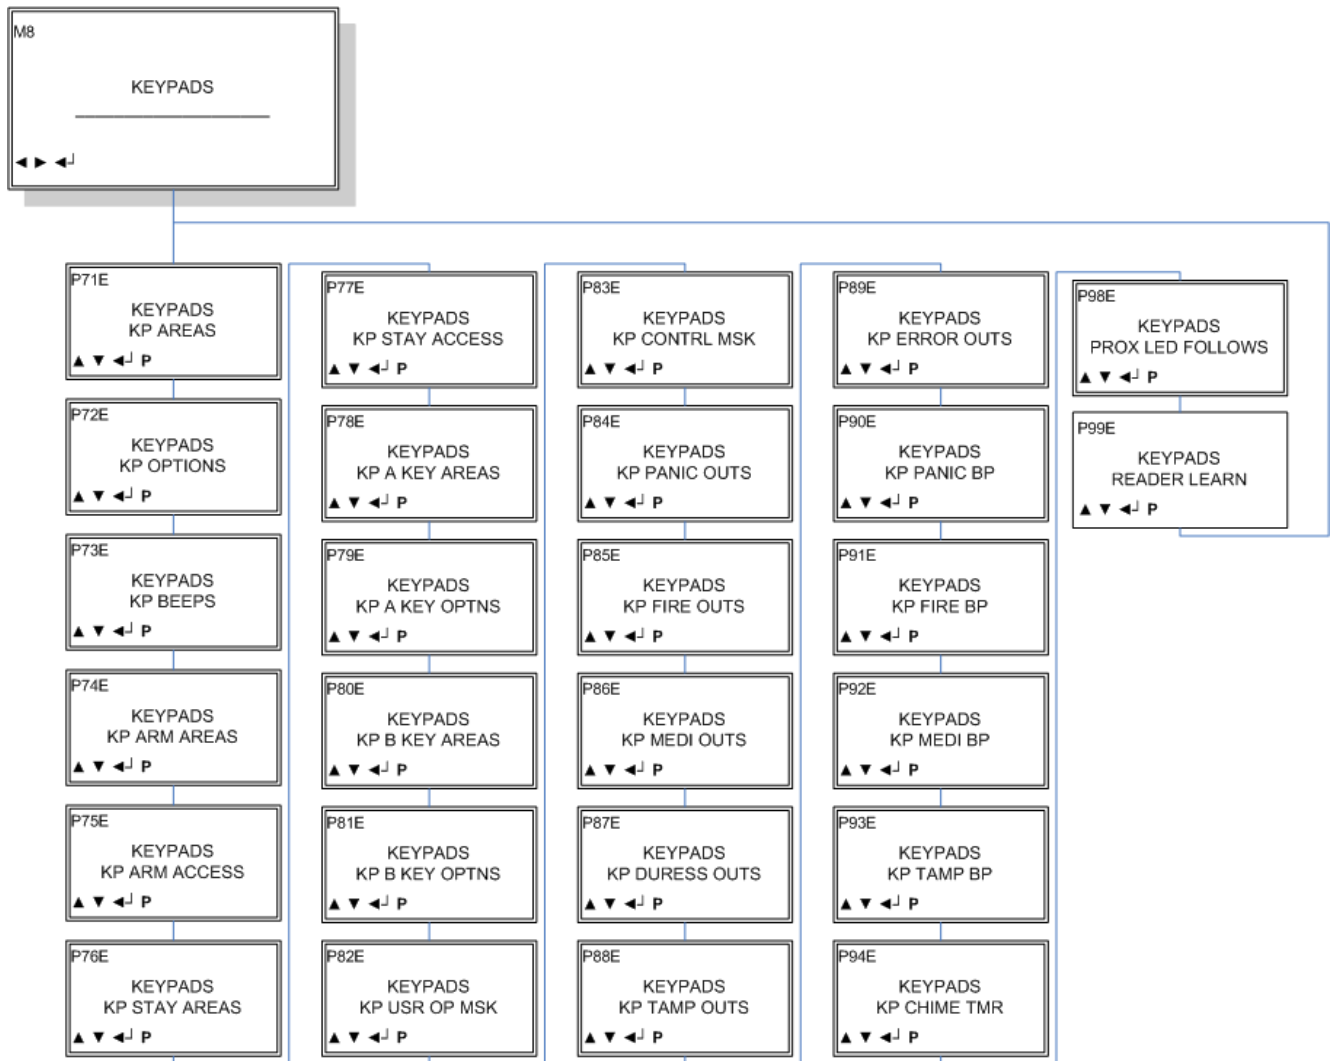 M8
KEYPADS
◄ ► ◄┘
P71E
KEYPADS
KP AREAS
▲ ▼ ◄┘ P
P72E
KEYPADS
KP OPTIONS
▲ ▼ ◄┘ P
P73E
KEYPADS
KP BEEPS
▲ ▼ ◄┘ P
P74E
KEYPADS
KP ARM AREAS
▲ ▼ ◄┘ P
P75E
KEYPADS
KP ARM ACCESS
▲ ▼ ◄┘ P
P76E
KEYPADS
KP STAY AREAS
▲ ▼ ◄┘ P
P77E
KEYPADS
KP STAY ACCESS
▲ ▼ ◄┘ P
P78E
KEYPADS
KP A KEY AREAS
▲ ▼ ◄┘ P
P79E
KEYPADS
KP A KEY OPTNS
▲ ▼ ◄┘ P
P80E
KEYPADS
KP B KEY AREAS
▲ ▼ ◄┘ P
P81E
KEYPADS
KP B KEY OPTNS
▲ ▼ ◄┘ P
P82E
KEYPADS
KP USR OP MSK
▲ ▼ ◄┘ P
P83E
KEYPADS
KP CONTRL MSK
▲ ▼ ◄┘ P
P84E
KEYPADS
KP PANIC OUTS
▲ ▼ ◄┘ P
P85E
KEYPADS
KP FIRE OUTS
▲ ▼ ◄┘ P
P86E
KEYPADS
KP MEDI OUTS
▲ ▼ ◄┘ P
P87E
KEYPADS
KP DURESS OUTS
▲ ▼ ◄┘ P
P88E
KEYPADS
KP TAMP OUTS
▲ ▼ ◄┘ P
P89E
KEYPADS
KP ERROR OUTS
▲ ▼ ◄┘ P
P90E
KEYPADS
KP PANIC BP
▲ ▼ ◄┘ P
P91E
KEYPADS
KP FIRE BP
▲ ▼ ◄┘ P
P92E
KEYPADS
KP MEDI BP
▲ ▼ ◄┘ P
P93E
KEYPADS
KP TAMP BP
▲ ▼ ◄┘ P
P94E
KEYPADS
KP CHIME TMR
▲ ▼ ◄┘ P
P98E
KEYPADS
PROX LED FOLLOWS
▲ ▼ ◄┘ P
P99E
KEYPADS
READER LEARN
▲ ▼ ◄┘ P